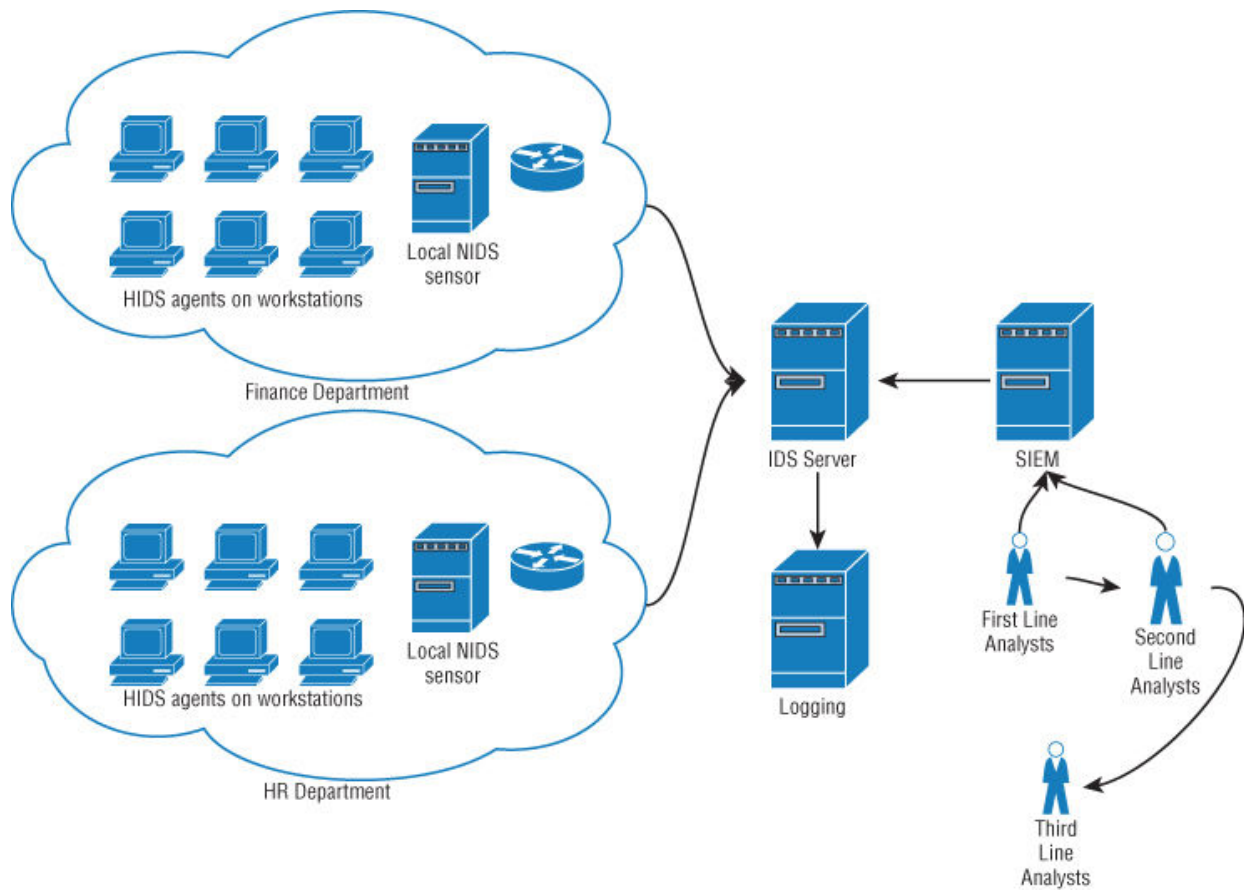 Local NIDS
sensor
HIDS agents on workstations
Finance Department
IDS Server
SIEM
Local NIDS
sensor
HIDS agents on workstations
HR Department
Logging
First Line
Analysts
Second
Line
Analysts
Third
Line
Analysts